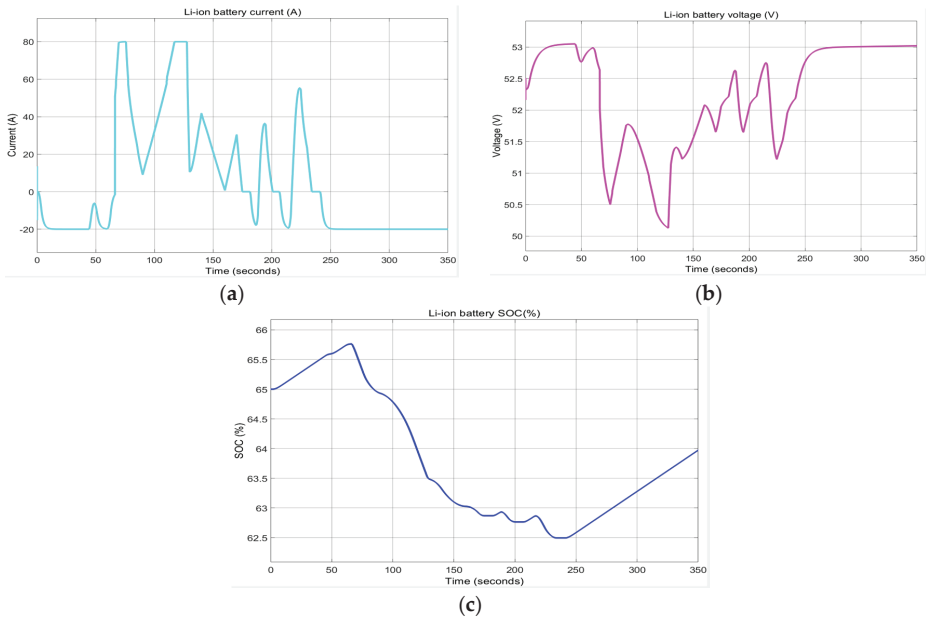 Li-ion battery current (A)
80
60
40
20
0
-20
0 50 100 150 200 250 300 350
Current (A)
Time (seconds)
(a)
Li-ion battery voltage (V)
53
52.5
52
51.5
51
50.5
50
0 50 100 150 200 250 300 350
Voltage (V)
Time (seconds)
(b)
Li-ion battery SOC(%)
66
65.5
65
64.5
64
63.5
63
62.5
0 50 100 150 200 250 300 350
SOC (%)
Time (seconds)
(c)